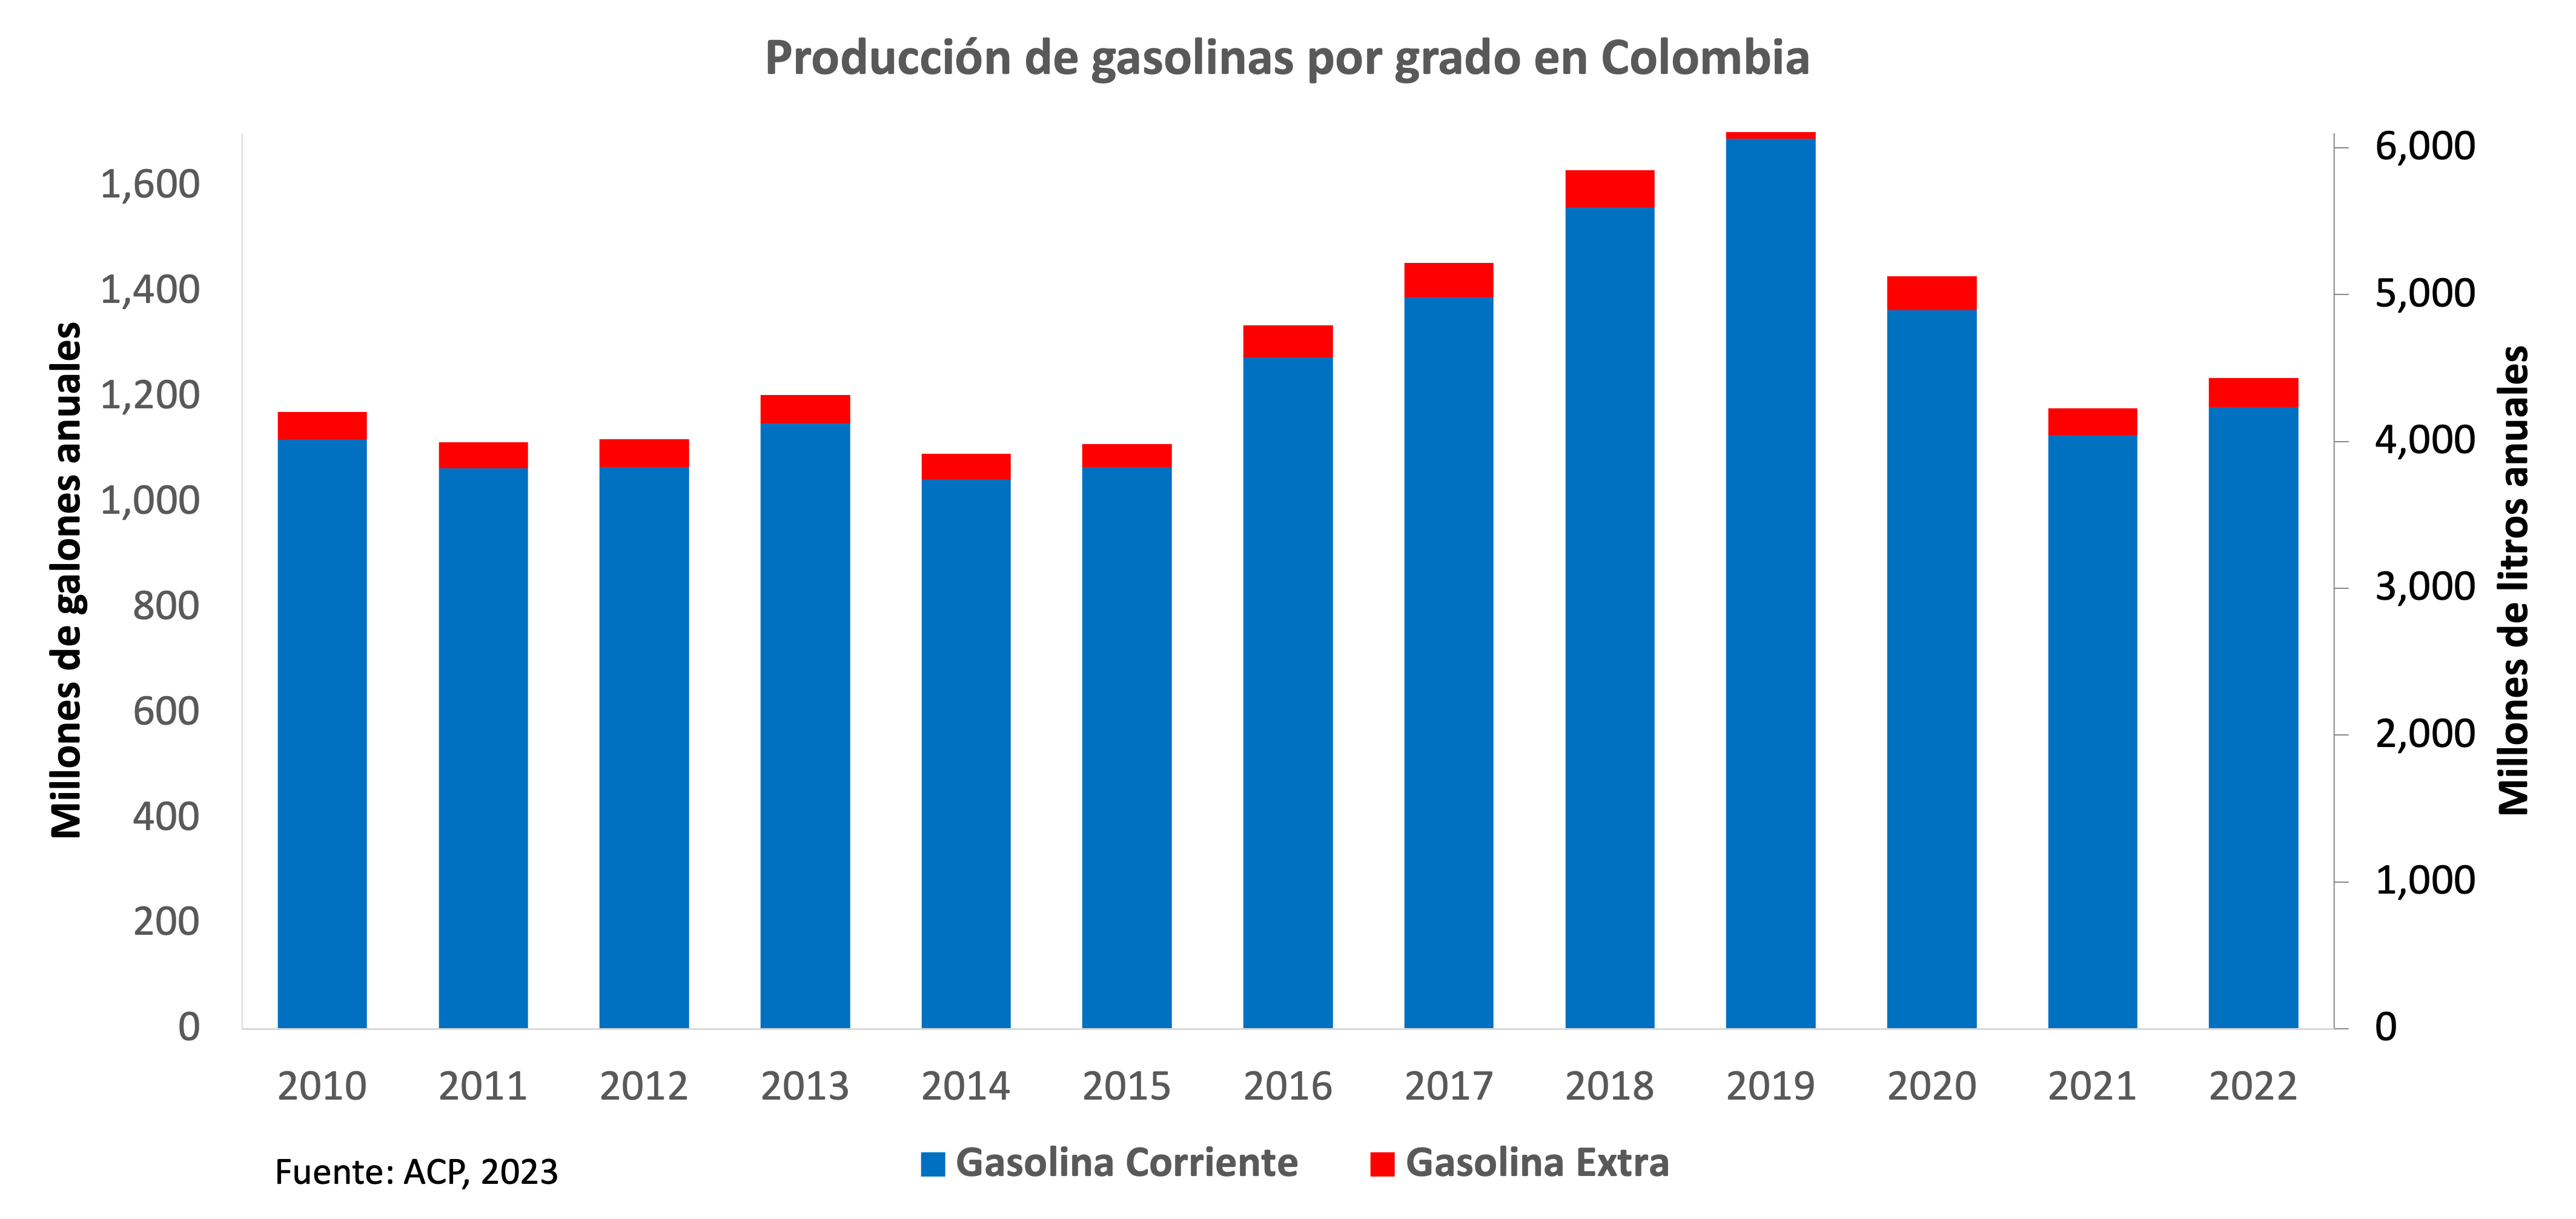 Producción de gasolinas por grado en Colombia
Millones de galones anuales
1,600
1,400
1,200
1,000
800
600
400
200
0
6,000
5,000
4,000
3,000
2,000
1,000
0
Millones de litros anuales
2010 2011 2012 2013 2014 2015 2016 2017 2018 2019 2020 2021 2022
Gasolina Corriente Gasolina Extra
Fuente: ACP, 2023